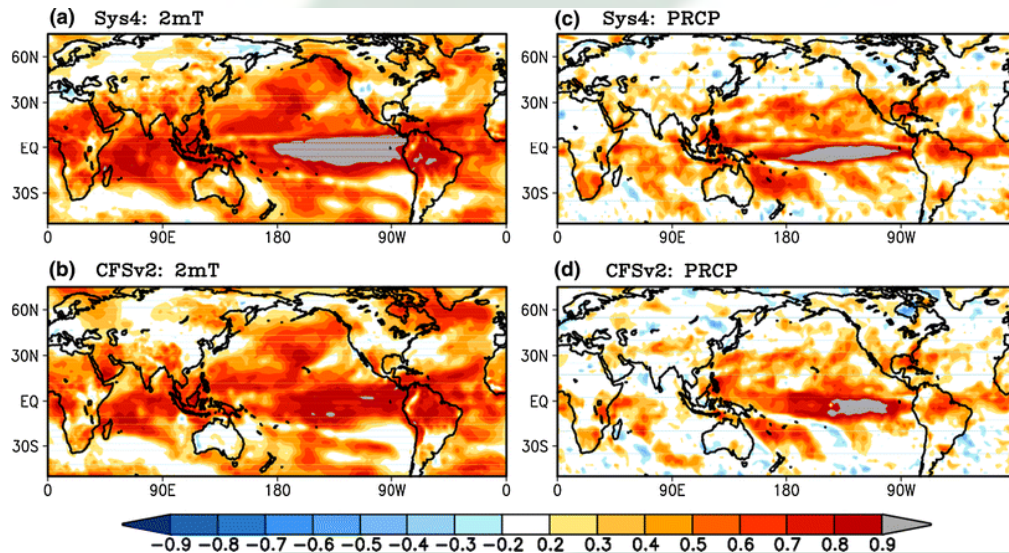 (a) Sys4: 2mT
60N
30N
EQ
30S
0 90E 180 90W 0
(c) Sys4: PRCP
60N
30N
EQ
30S
0 90E 180 90W
(b) CFSv2: 2mT
60N
30N
EQ
30S
0 90E 180 90W 0
(d) CFSv2: PRCP
60N
30N
EQ
30S
0 90E 180 90W
-0.9 -0.8 -0.7 -0.6 -0.5 -0.4 -0.3 -0.2 0.2 0.3 0.4 0.5 0.6 0.7 0.8 0.9